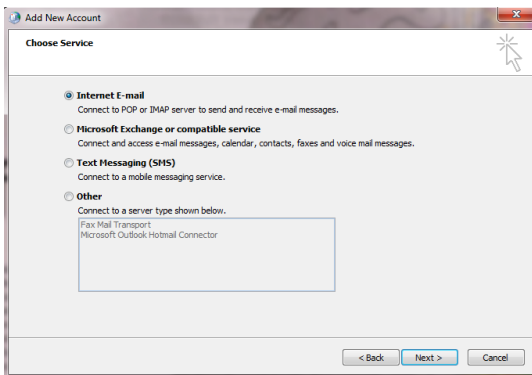 Add New Account
Choose Service
Internet E-mail
Connect to POP or IMAP server to send and receive e-mail messages.
Microsoft Exchange or compatible service
Connect and access e-mail messages, calendar, contacts, faxes and voice mail messages.
Text Messaging (SMS)
Connect to a mobile messaging service.
Other
Connect to a server type shown below.
Fax Mail Transport
Microsoft Outlook Hotmail Connector
< Back Next > Cancel